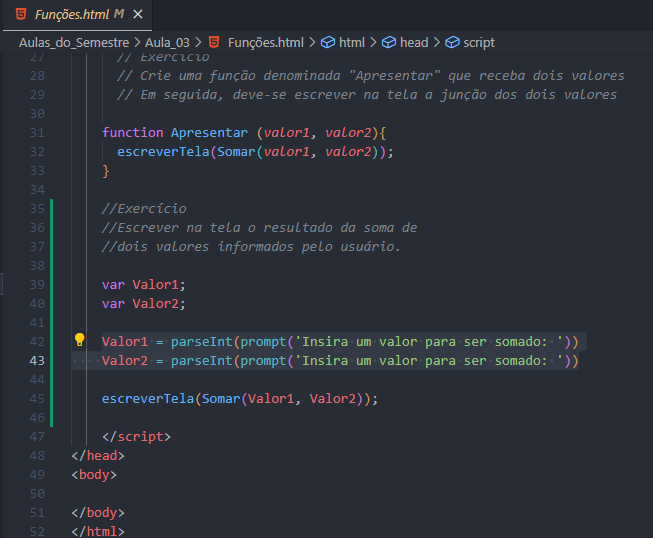 Funções.html M ×
Aulas_do_Semestre > Aula_03 > Funções.html > html > head > script
27 // Exercício
28 // Crie uma função denominada "Apresentar" que receba dois valores
29 // Em seguida, deve-se escrever na tela a junção dos dois valores
30
31 function Apresentar (valor1, valor2){
32 escreverTela(Somar(valor1, valor2));
33 }
34
35 //Exercício
36 //Escrever na tela o resultado da soma de
37 //dois valores informados pelo usuário.
38
39 var Valor1;
40 var Valor2;
41
42 Valor1 = parseInt(prompt('Insira um valor para ser somado: '))
43 Valor2 = parseInt(prompt('Insira um valor para ser somado: '))
44
45 escreverTela(Somar(Valor1, Valor2));
46
47 </script>
48 </head>
49 <body>
50
51 </body>
52 </html>